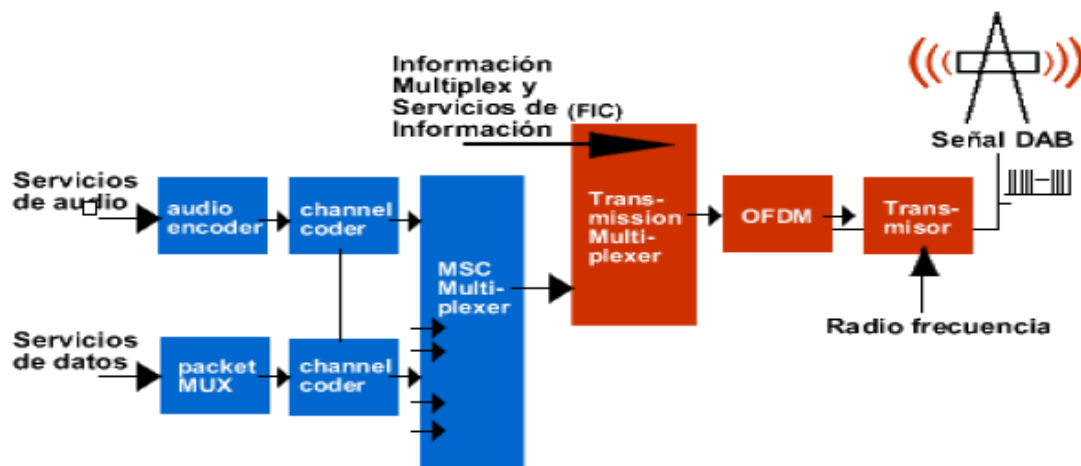 Información
Multiplex y
Servicios de (FIC)
Información
Señal DAB
Servicios
de audio
audio
encoder
channel
coder
MSC
Multi-
plexer
Trans-
mission
Multi-
plexer
OFDM
Trans-
misor
Radio frecuencia
Servicios
de datos
packet
MUX
channel
coder